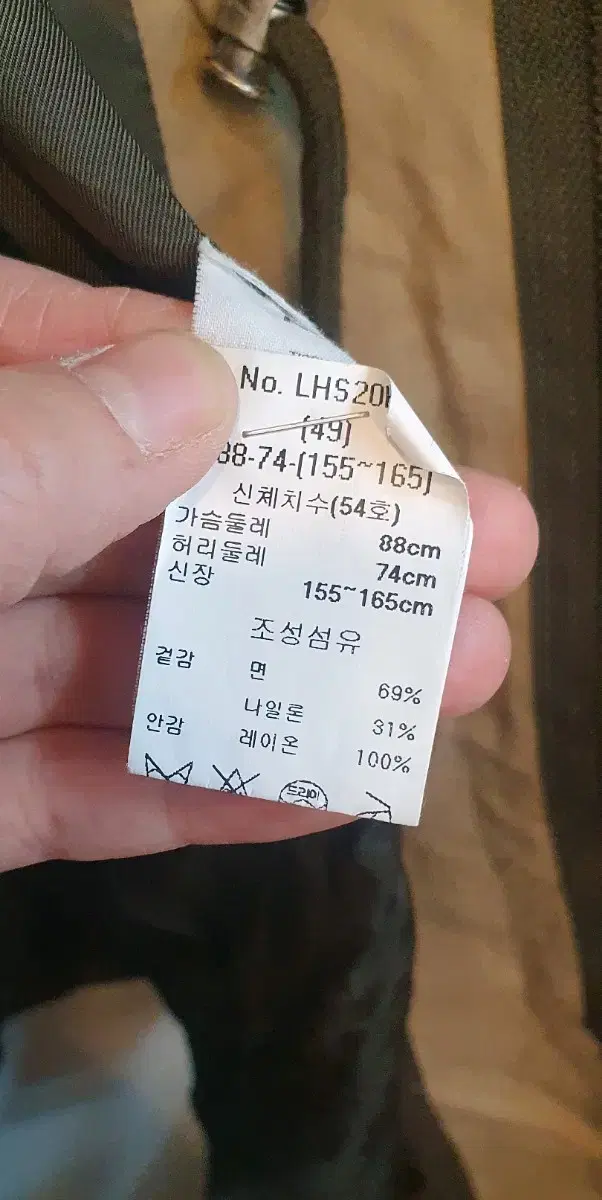 No. LHS20
(49)
88-74-(155~165)
신체치수(54호)
가슴둘레 88cm
허리둘레 74cm
신장 155~165cm
조성섬유
겉감 면 69%
나일론 31%
안감 레이온 100%
드라이